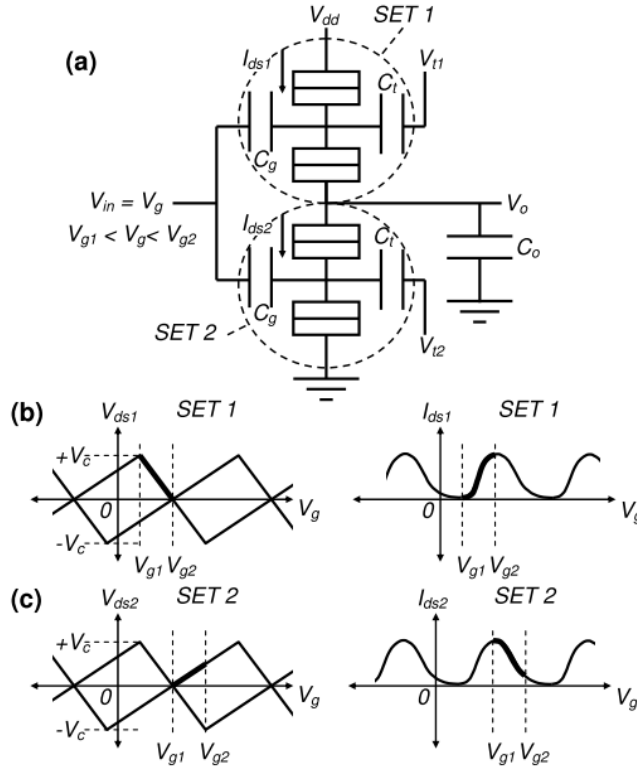 V_dd SET 1
(a) I_ds1 V_t1
C_t
C_g
V_in = V_g V_o
V_g1 < V_g < V_g2 I_ds2 C_t C_o
C_g
SET 2 V_t2
(b) V_ds1 SET 1 I_ds1 SET 1
+V_c
0 V_g 0 V_g
-V_c
V_g1 V_g2 V_g1 V_g2
(c) V_ds2 SET 2 I_ds2 SET 2
+V_c
0 V_g 0 V_g
-V_c
V_g1 V_g2 V_g1 V_g2